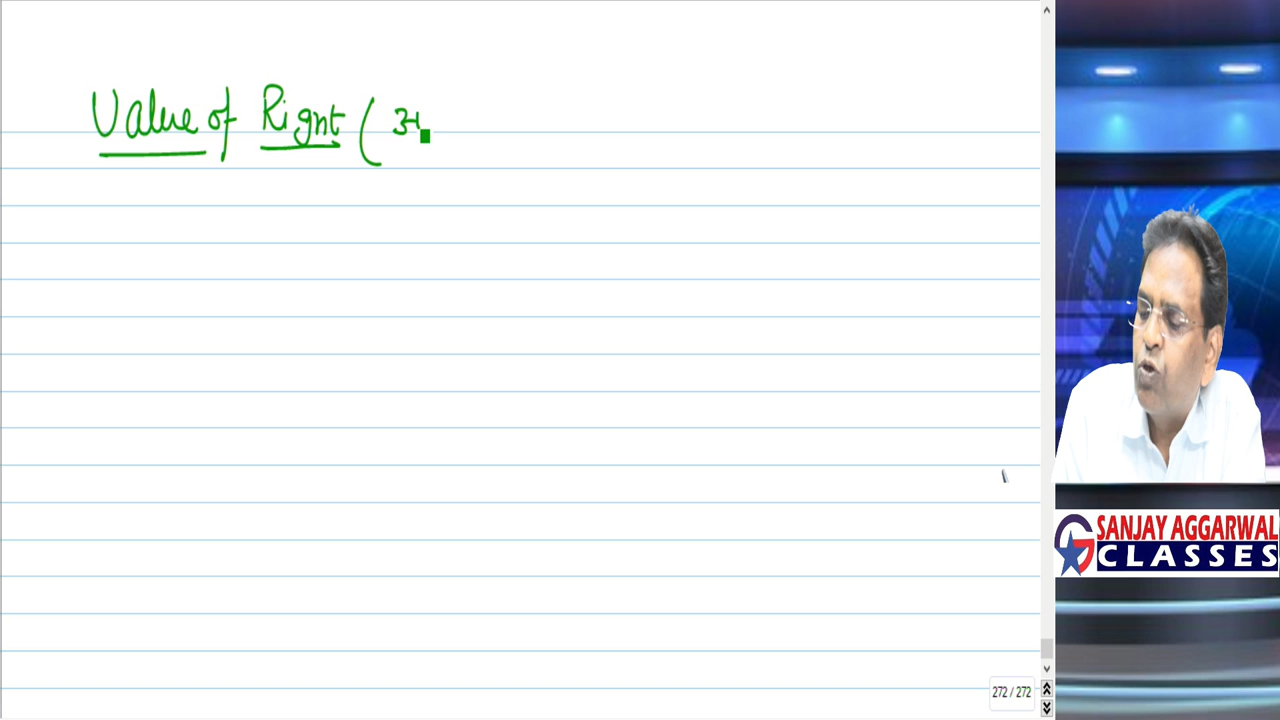 Value of Right (
272 / 272
SANJAY AGGARWAL
CLASSES